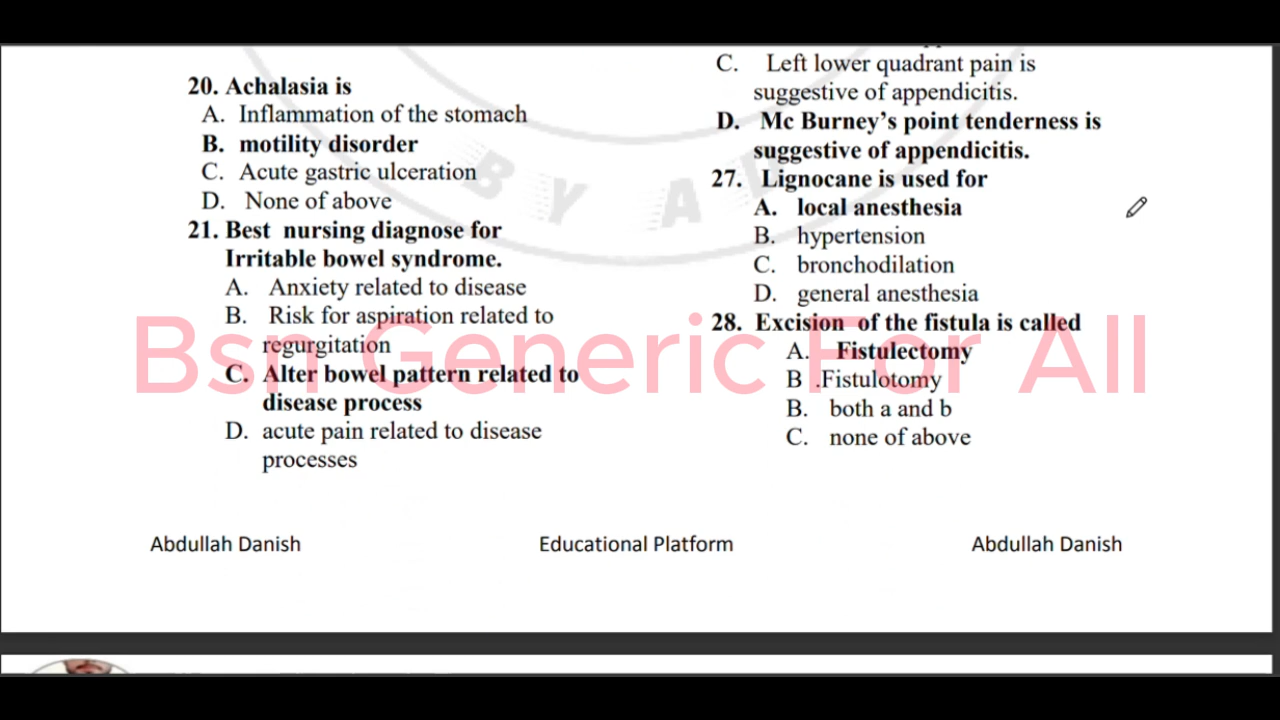 20. Achalasia is
A. Inflammation of the stomach
B. motility disorder
C. Acute gastric ulceration
D. None of above
21. Best nursing diagnose for
Irritable bowel syndrome.
A. Anxiety related to disease
B. Risk for aspiration related to
regurgitation
C. Alter bowel pattern related to
disease process
D. acute pain related to disease
processes
C. Left lower quadrant pain is
suggestive of appendicitis.
D. Mc Burney’s point tenderness is
suggestive of appendicitis.
27. Lignocane is used for
A. local anesthesia
B. hypertension
C. bronchodilation
D. general anesthesia
28. Excision of the fistula is called
A. Fistulectomy
B .Fistulotomy
B. both a and b
C. none of above
BY A
Bsn Generic For All
Abdullah Danish Educational Platform Abdullah Danish